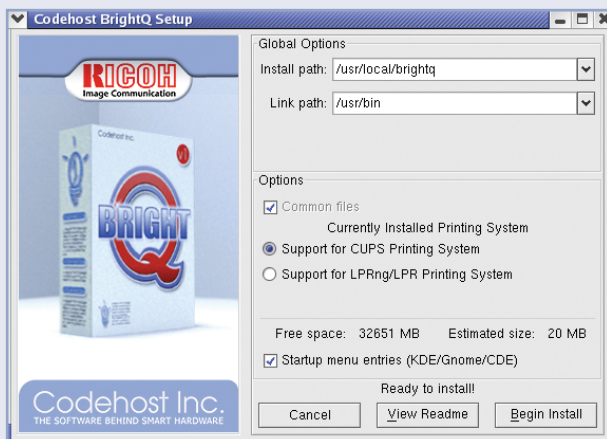 Codehost BrightQ Setup
RICOH
Image Communication
Codehost Inc.
v1
BRIGHT
Q
Codehost Inc.
THE SOFTWARE BEHIND SMART HARDWARE
Global Options
Install path: /usr/local/brightq
Link path: /usr/bin
Options
Common files
Currently Installed Printing System
Support for CUPS Printing System
Support for LPRng/LPR Printing System
Free space: 32651 MB Estimated size: 20 MB
Startup menu entries (KDE/Gnome/CDE)
Ready to install!
Cancel View Readme Begin Install